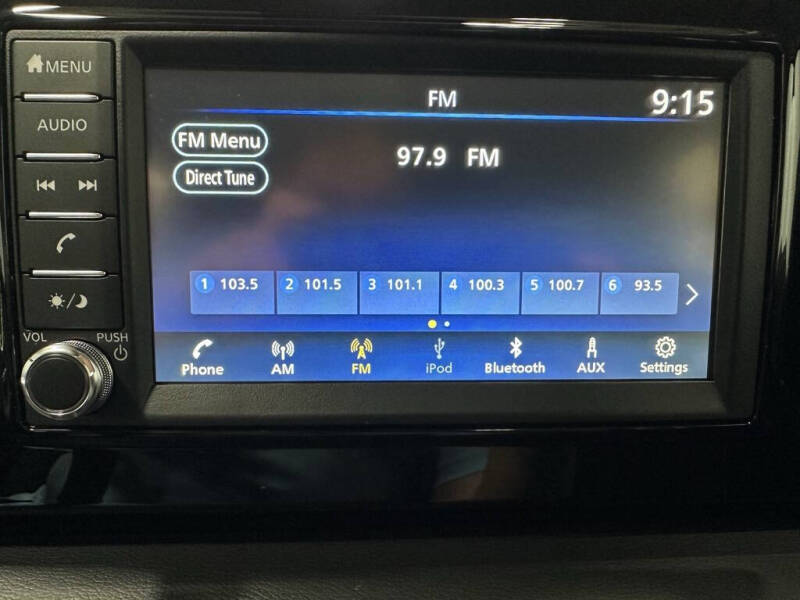 MENU
AUDIO
VOL
PUSH
FM
9:15
FM Menu
97.9 FM
Direct Tune
1 103.5
2 101.5
3 101.1
4 100.3
5 100.7
6 93.5
Phone
AM
FM
iPod
Bluetooth
AUX
Settings